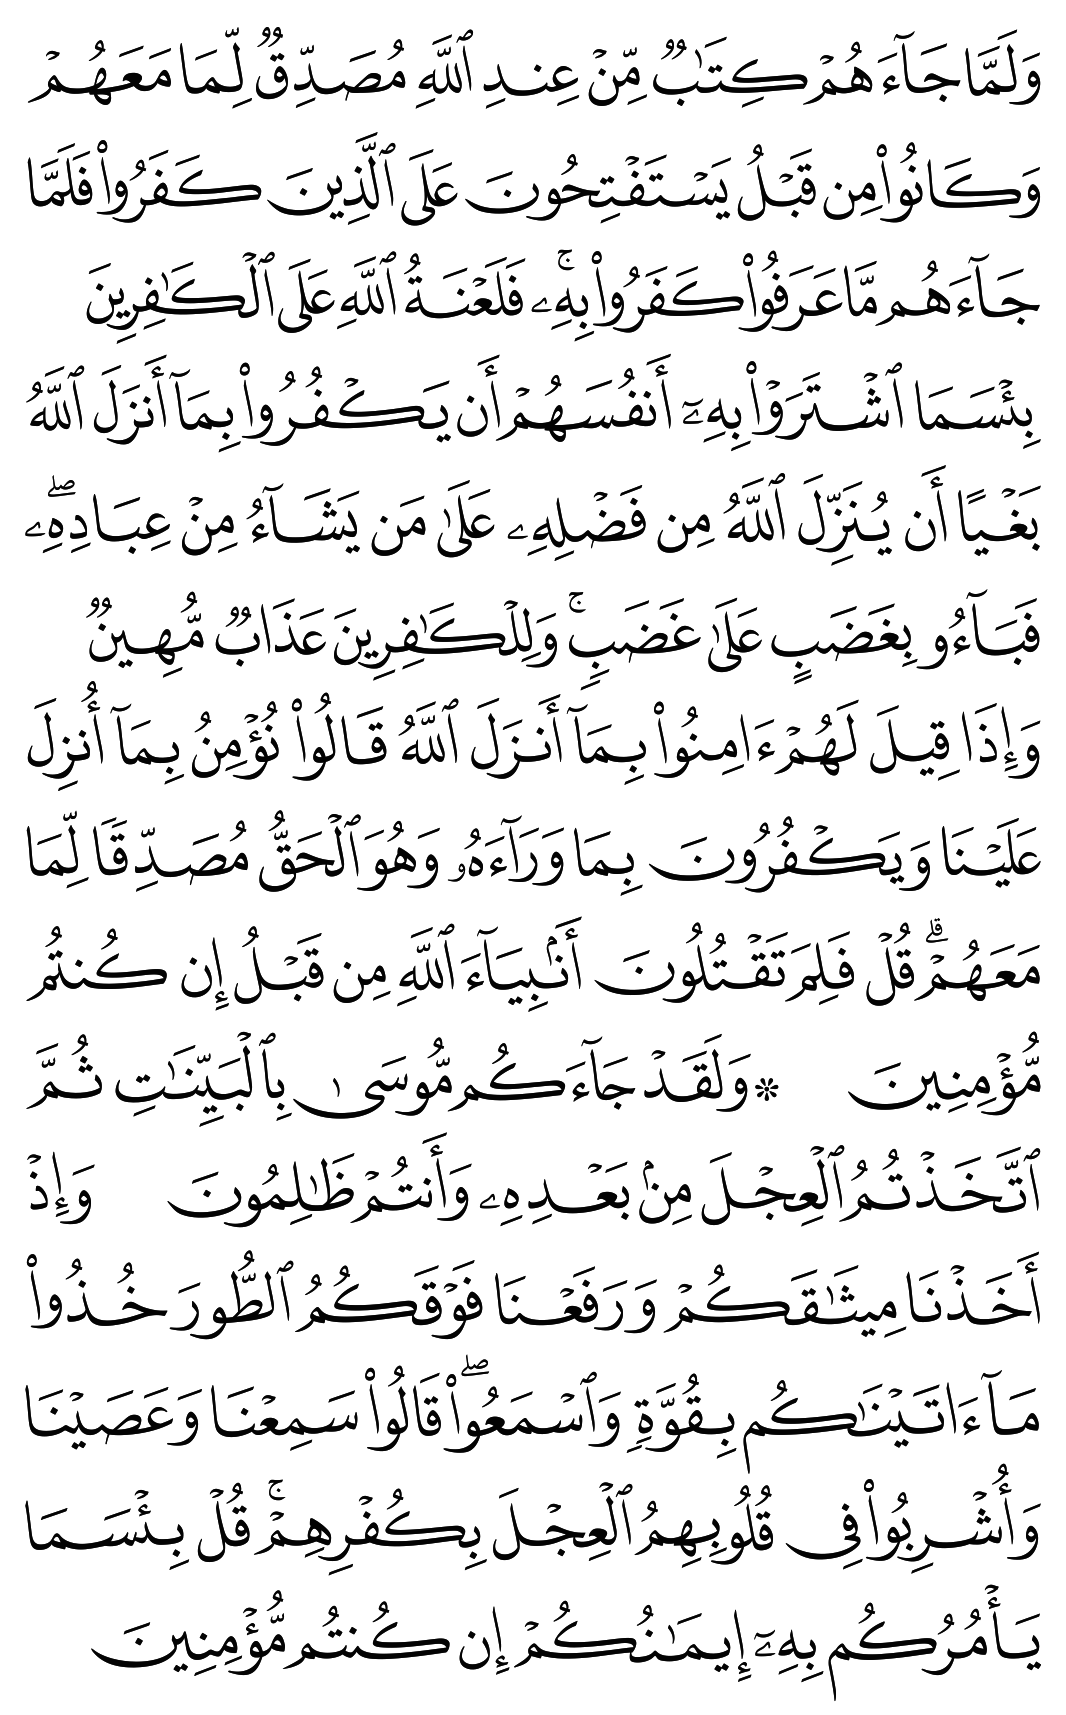 وَلَمَّا جَآءَهُمۡ كِتَٰبٞ مِّنۡ عِندِ ٱللَّهِ مُصَدِّقٞ لِّمَا مَعَهُمۡ
وَكَانُواْ مِن قَبۡلُ يَسۡتَفۡتِحُونَ عَلَى ٱلَّذِينَ كَفَرُواْ فَلَمَّا
جَآءَهُم مَّا عَرَفُواْ كَفَرُواْ بِهِۦۚ فَلَعۡنَةُ ٱللَّهِ عَلَى ٱلۡكَٰفِرِينَ
بِئۡسَمَا ٱشۡتَرَوۡاْ بِهِۦٓ أَنفُسَهُمۡ أَن يَكۡفُرُواْ بِمَآ أَنزَلَ ٱللَّهُ
بَغۡيًا أَن يُنَزِّلَ ٱللَّهُ مِن فَضۡلِهِۦ عَلَىٰ مَن يَشَآءُ مِنۡ عِبَادِهِۦۖ
فَبَآءُو بِغَضَبٍ عَلَىٰ غَضَبٖۚ وَلِلۡكَٰفِرِينَ عَذَابٞ مُّهِينٞ
وَإِذَا قِيلَ لَهُمۡ ءَامِنُواْ بِمَآ أَنزَلَ ٱللَّهُ قَالُواْ نُؤۡمِنُ بِمَآ أُنزِلَ
عَلَيۡنَا وَيَكۡفُرُونَ بِمَا وَرَآءَهُۥ وَهُوَ ٱلۡحَقُّ مُصَدِّقٗا لِّمَا
مَعَهُمۡۗ قُلۡ فَلِمَ تَقۡتُلُونَ أَنۢبِيَآءَ ٱللَّهِ مِن قَبۡلُ إِن كُنتُم
مُّؤۡمِنِينَ ۞ وَلَقَدۡ جَآءَكُم مُّوسَىٰ بِٱلۡبَيِّنَٰتِ ثُمَّ
ٱتَّخَذۡتُمُ ٱلۡعِجۡلَ مِنۢ بَعۡدِهِۦ وَأَنتُمۡ ظَٰلِمُونَ وَإِذۡ
أَخَذۡنَا مِيثَٰقَكُمۡ وَرَفَعۡنَا فَوۡقَكُمُ ٱلطُّورَ خُذُواْ
مَآ ءَاتَيۡنَٰكُم بِقُوَّةٖ وَٱسۡمَعُواْۖ قَالُواْ سَمِعۡنَا وَعَصَيۡنَا
وَأُشۡرِبُواْ فِي قُلُوبِهِمُ ٱلۡعِجۡلَ بِكُفۡرِهِمۡۚ قُلۡ بِئۡسَمَا
يَأۡمُرُكُم بِهِۦٓ إِيمَٰنُكُمۡ إِن كُنتُم مُّؤۡمِنِينَ